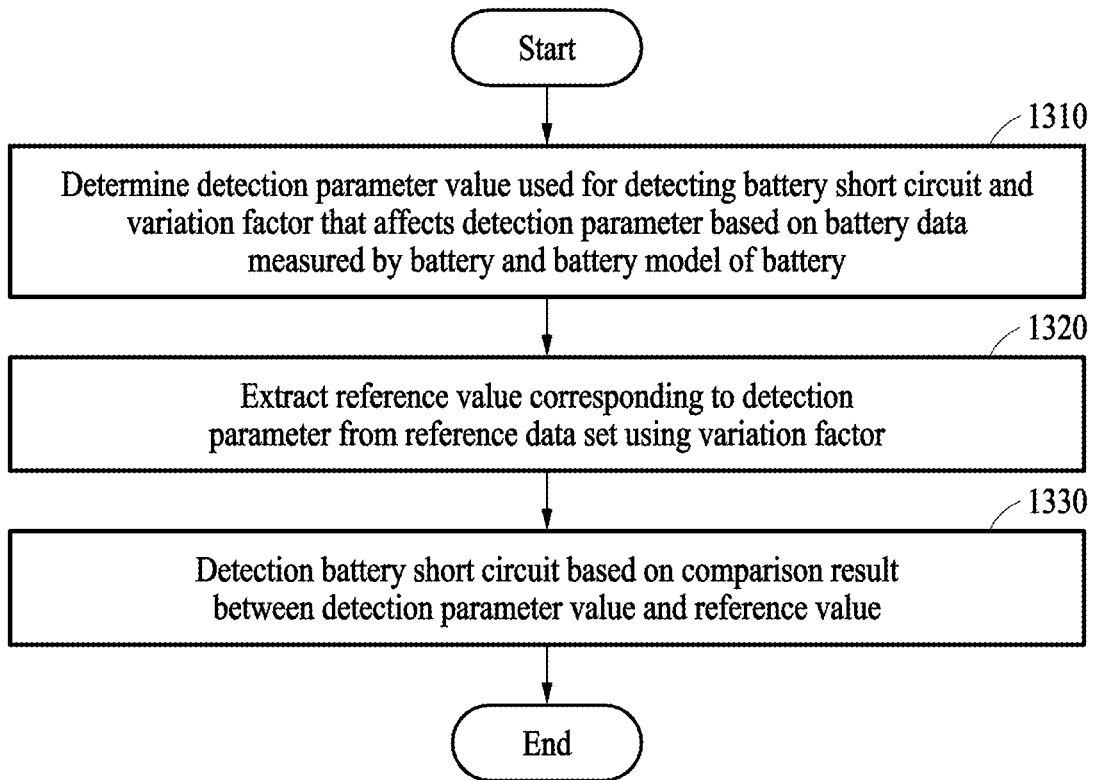 Start
1310
Determine detection parameter value used for detecting battery short circuit and
variation factor that affects detection parameter based on battery data
measured by battery and battery model of battery
1320
Extract reference value corresponding to detection
parameter from reference data set using variation factor
1330
Detection battery short circuit based on comparison result
between detection parameter value and reference value
End